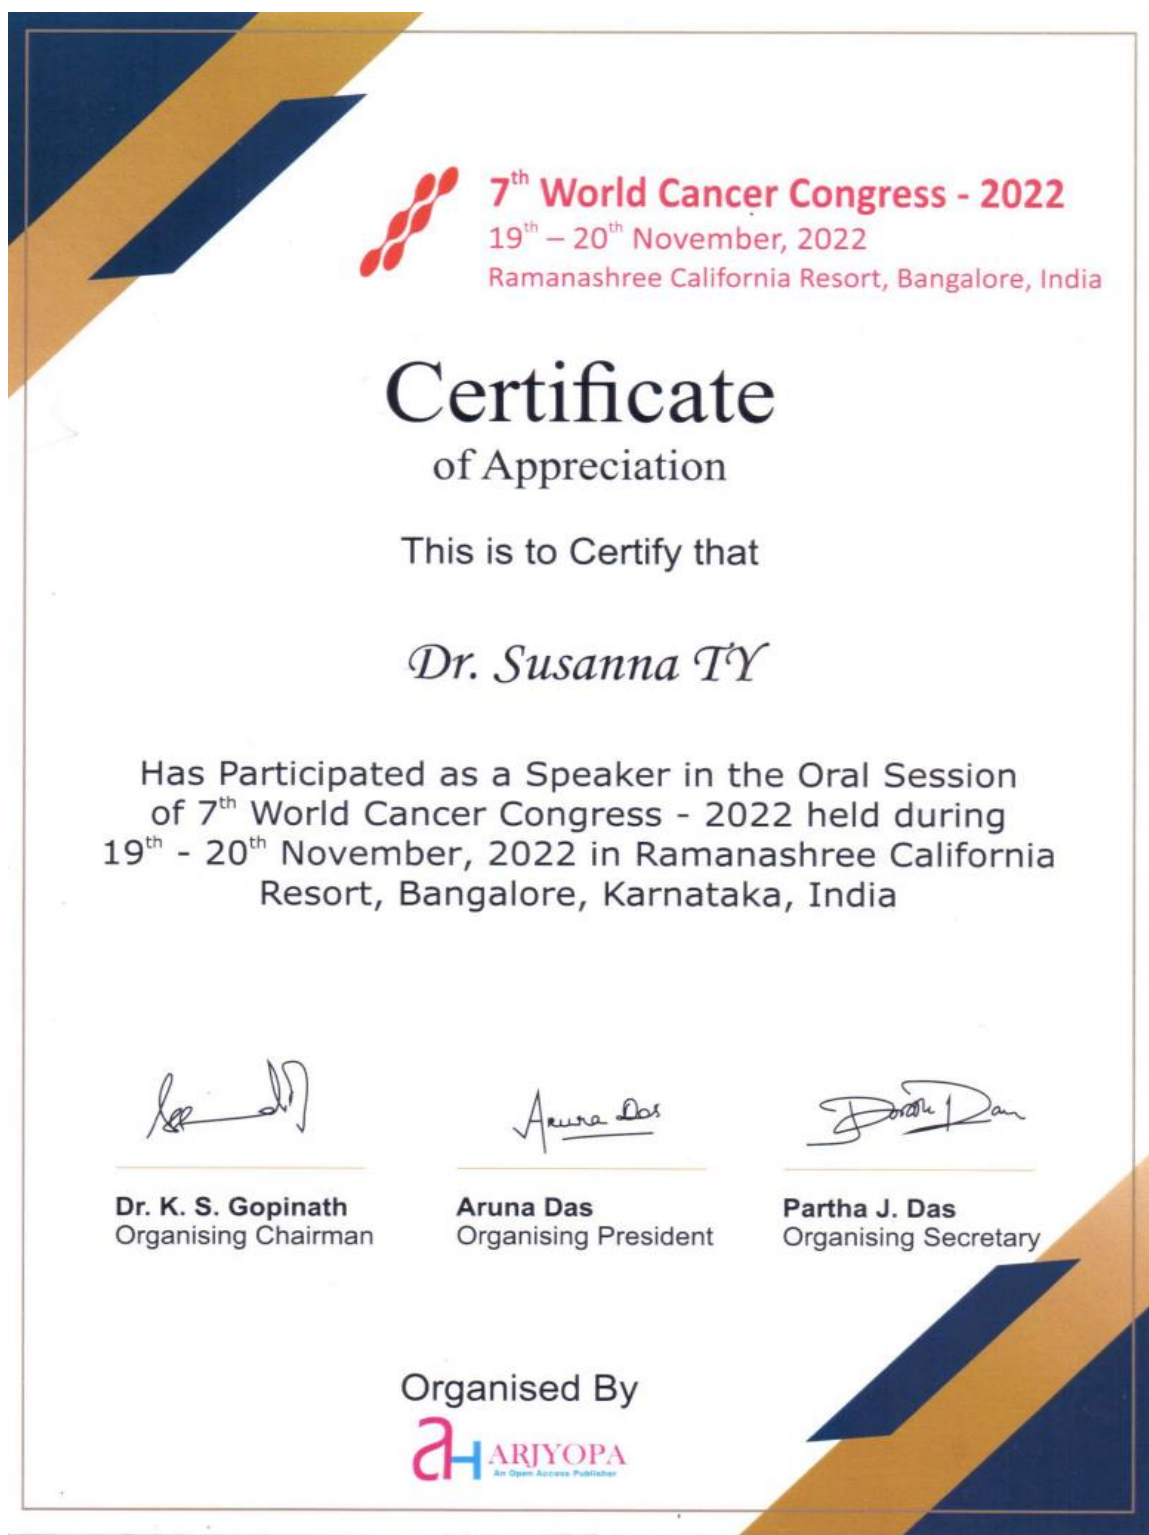 7th World Cancer Congress - 2022
19th – 20th November, 2022
Ramanashree California Resort, Bangalore, India
Certificate
of Appreciation
This is to Certify that
Dr. Susanna TY
Has Participated as a Speaker in the Oral Session
of 7th World Cancer Congress - 2022 held during
19th - 20th November, 2022 in Ramanashree California
Resort, Bangalore, Karnataka, India
Aruna Das
Dr. K. S. Gopinath
Organising Chairman
Aruna Das
Organising President
Partha J. Das
Organising Secretary
Organised By
aH ARJYOPA
An Open Access Publisher